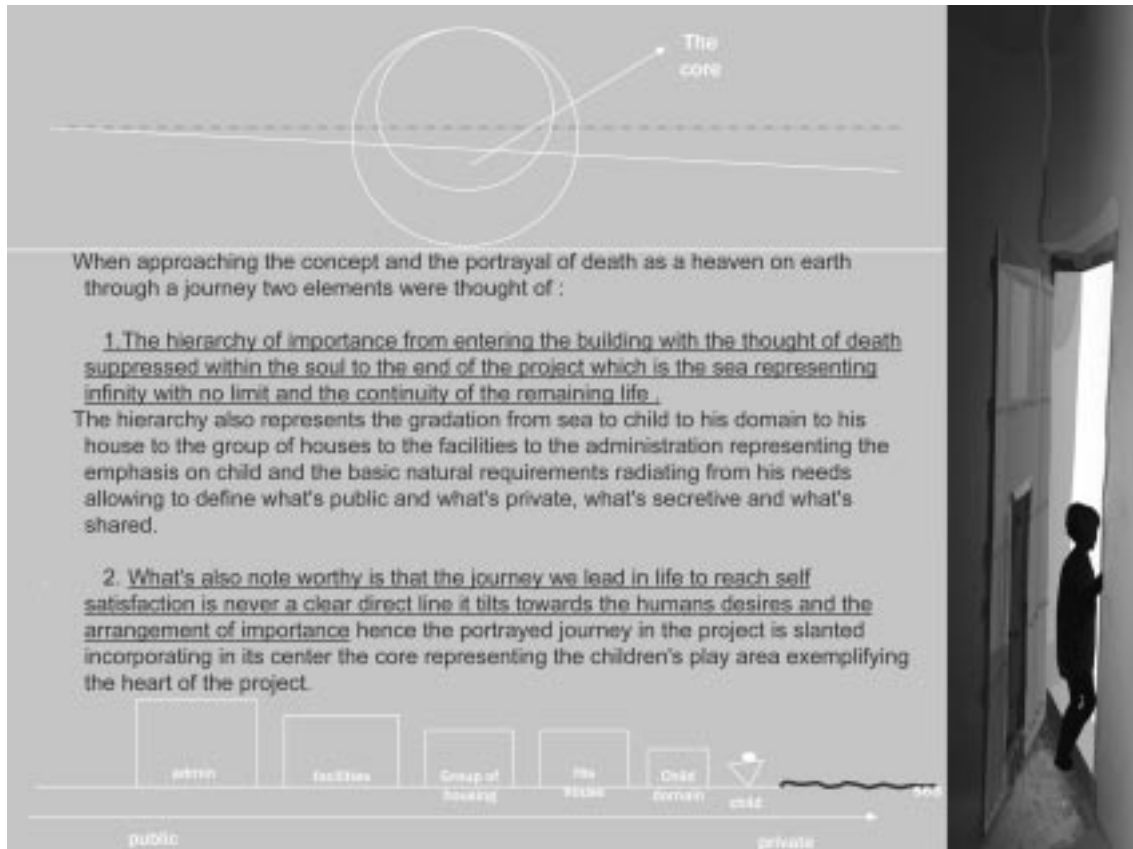 The
core
When approaching the concept and the portrayal of death as a heaven on earth
through a journey two elements were thought of :
1.The hierarchy of importance from entering the building with the thought of death
suppressed within the soul to the end of the project which is the sea representing
infinity with no limit and the continuity of the remaining life .
The hierarchy also represents the gradation from sea to child to his domain to his
house to the group of houses to the facilities to the administration representing the
emphasis on child and the basic natural requirements radiating from his needs
allowing to define what's public and what's private, what's secretive and what's
shared.
2. What's also note worthy is that the journey we lead in life to reach self
satisfaction is never a clear direct line it tilts towards the humans desires and the
arrangement of importance hence the portrayed journey in the project is slanted
incorporating in its center the core representing the children's play area exemplifying
the heart of the project.
admin
facilities
Group of
housing
His
house
Child
domain
child
sea
public
private